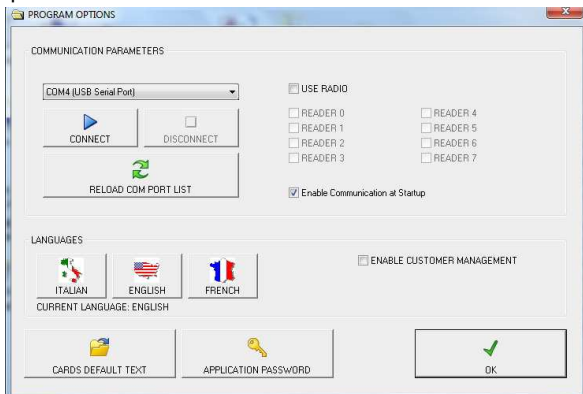 PROGRAM OPTIONS
COMMUNICATION PARAMETERS
COM4 (USB Serial Port)
CONNECT
DISCONNECT
RELOAD COM PORT LIST
USE RADIO
READER 0
READER 1
READER 2
READER 3
READER 4
READER 5
READER 6
READER 7
Enable Communication at Startup
LANGUAGES
ITALIAN
ENGLISH
FRENCH
CURRENT LANGUAGE: ENGLISH
ENABLE CUSTOMER MANAGEMENT
CARDS DEFAULT TEXT
APPLICATION PASSWORD
OK